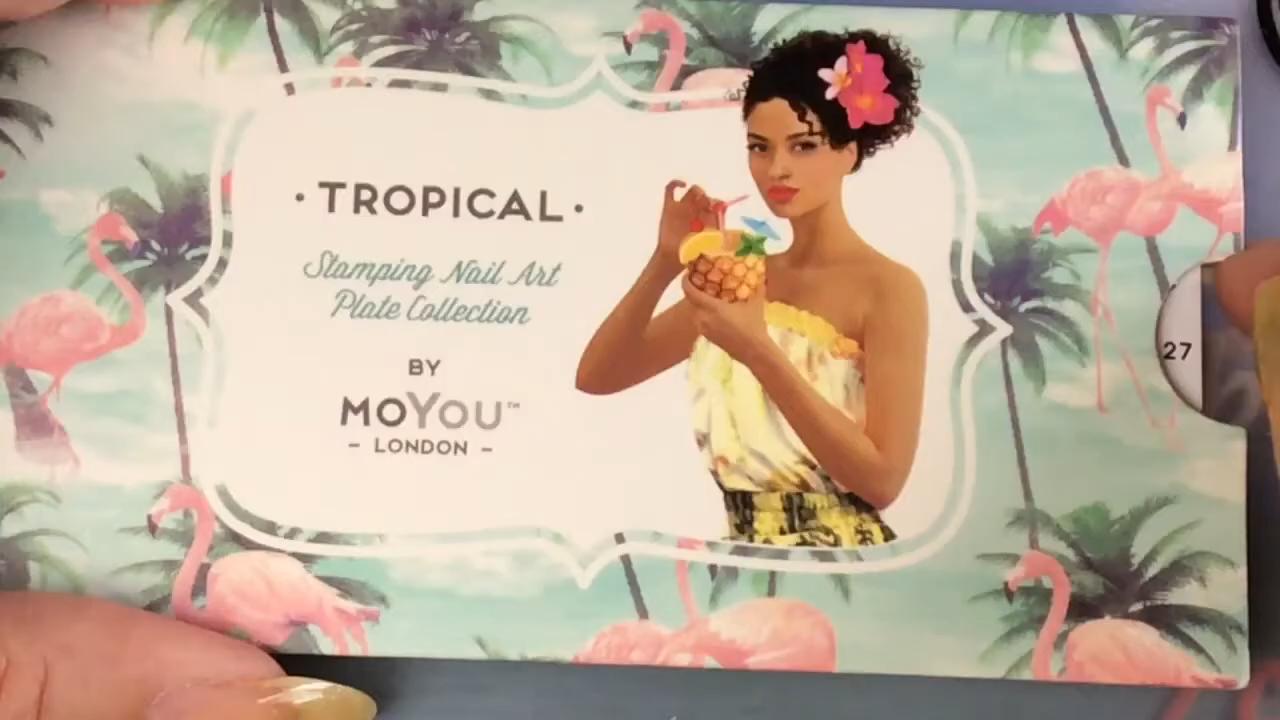 • TROPICAL •
Stamping Nail Art
Plate Collection
BY
MOYOU™
– LONDON –
27